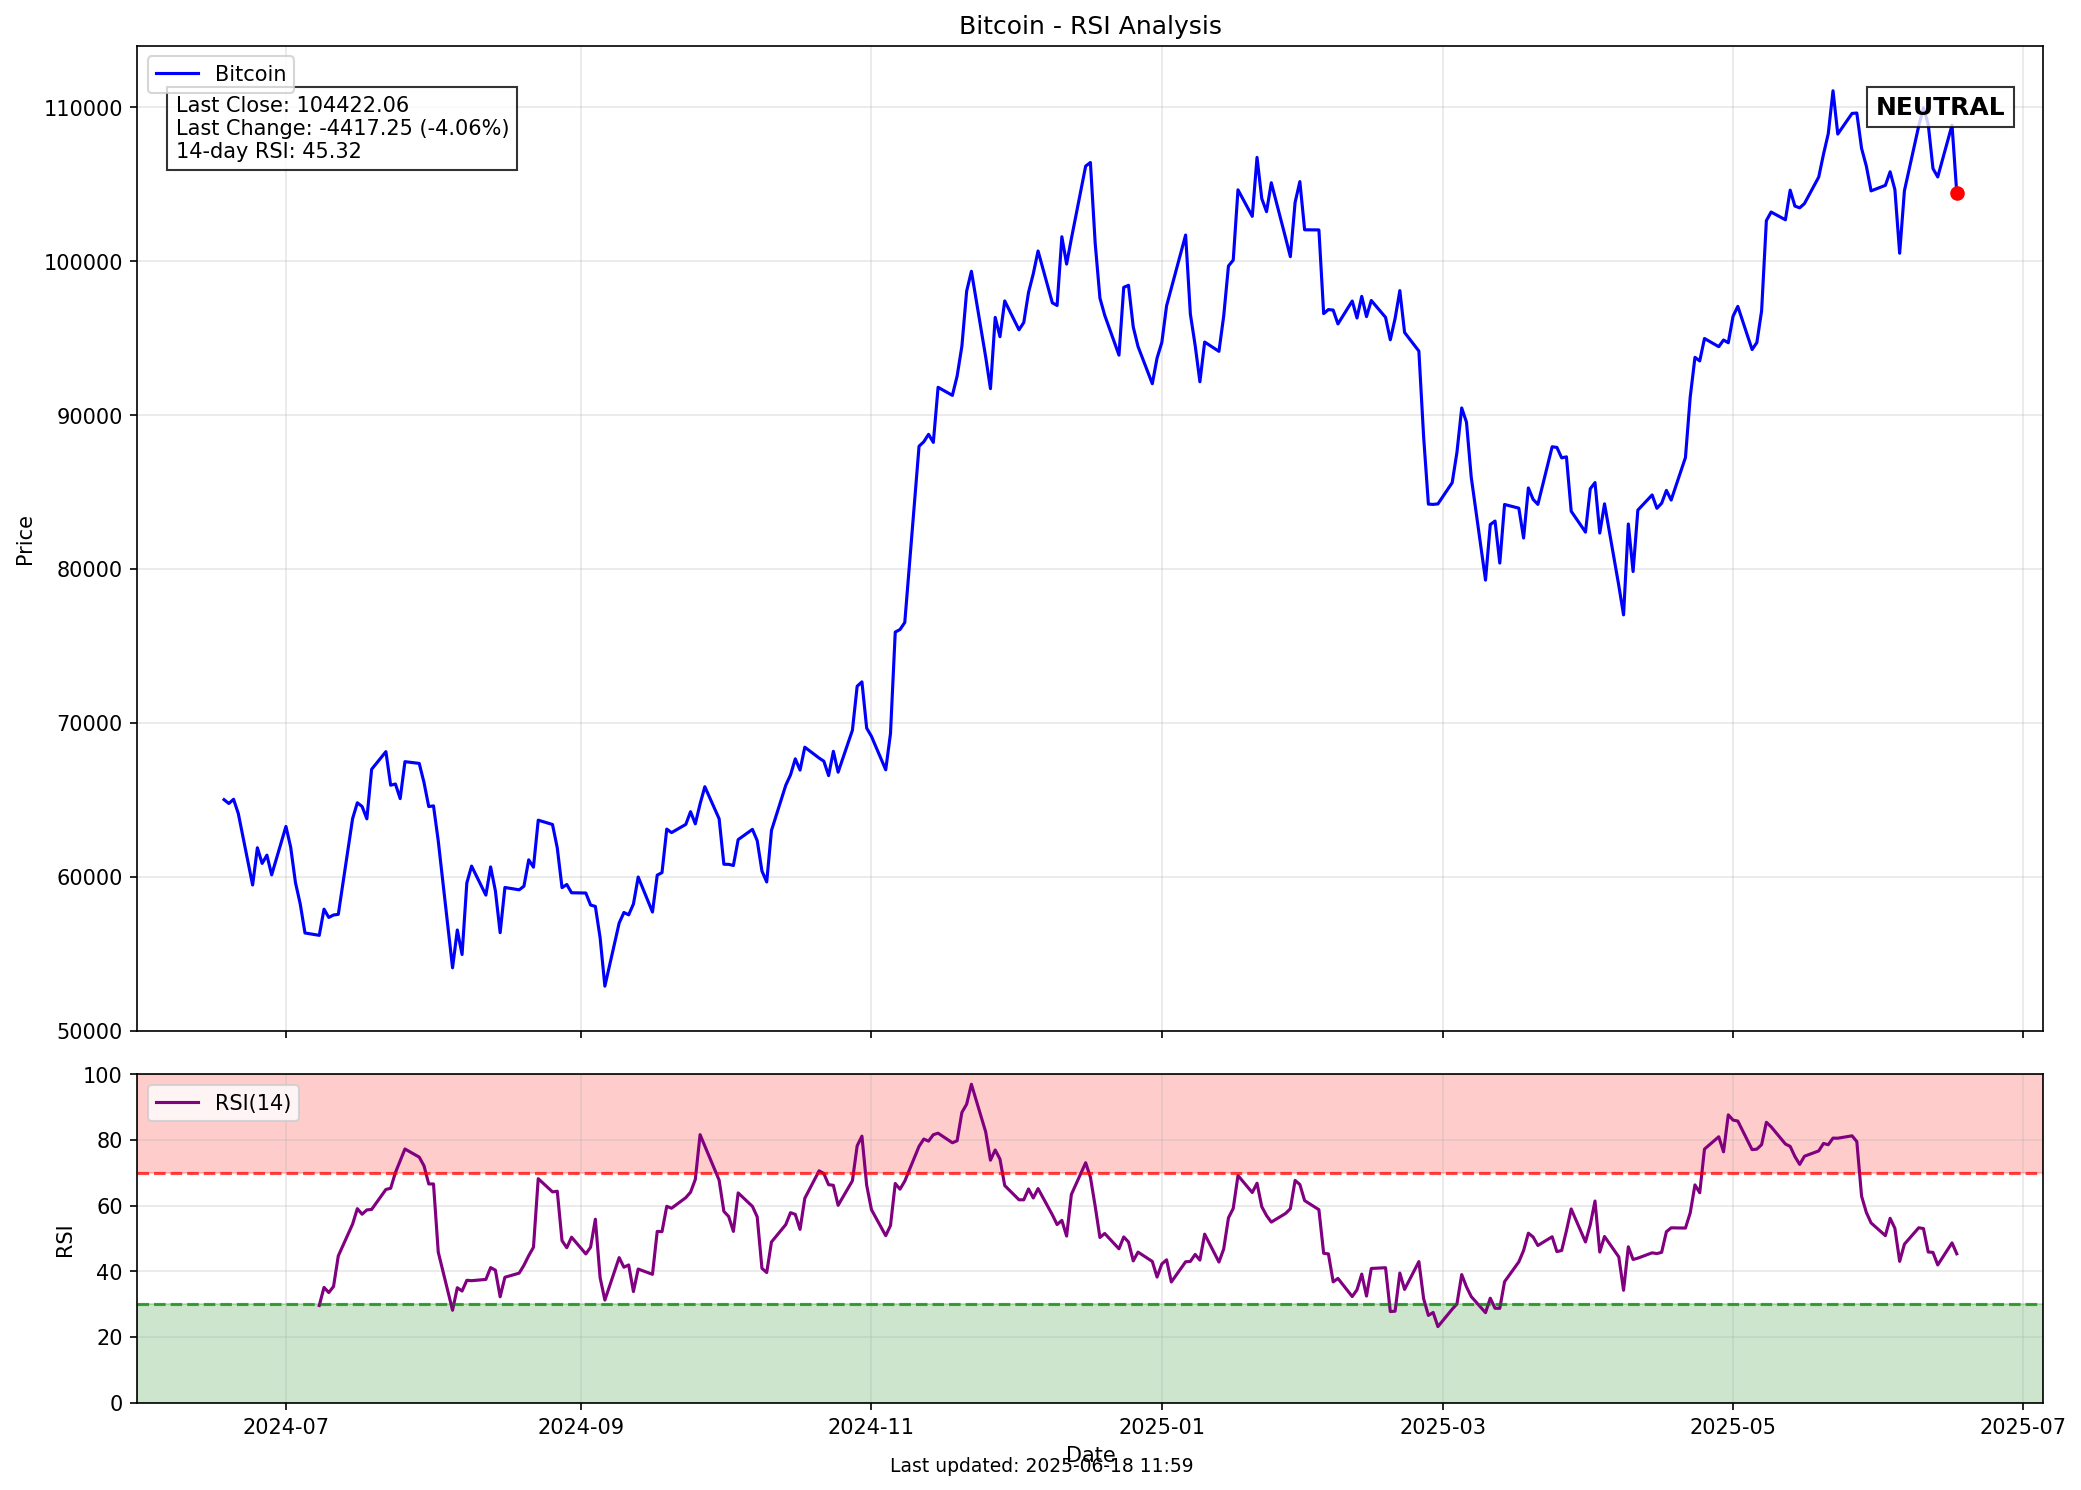 Bitcoin - RSI Analysis
Bitcoin
Last Close: 104422.06
Last Change: -4417.25 (-4.06%)
14-day RSI: 45.32
NEUTRAL
110000
100000
90000
80000
70000
60000
50000
Price
100
80
60
40
20
0
RSI
RSI(14)
2024-07
2024-09
2024-11
2025-01
2025-03
2025-05
2025-07
Date
Last updated: 2025-06-18 11:59